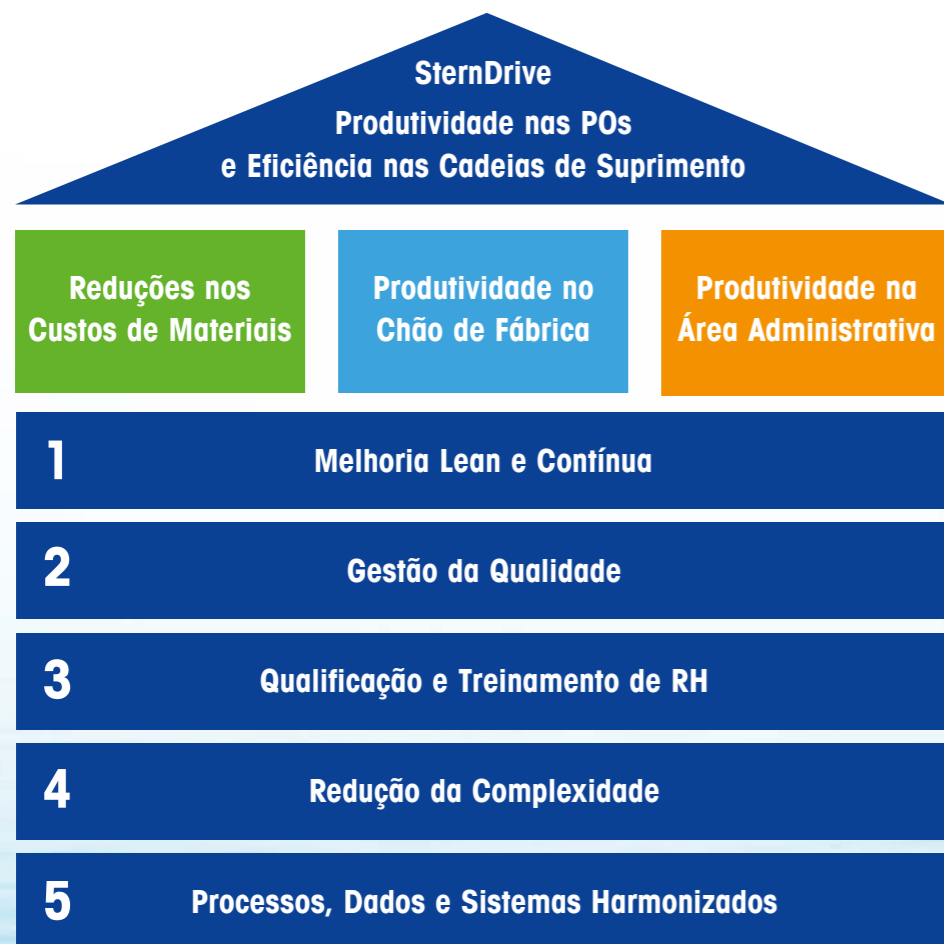 SternDrive
Produtividade nas POs
e Eficiência nas Cadeias de Suprimento
Reduções nos
Custos de Materiais
Produtividade no
Chão de Fábrica
Produtividade na
Área Administrativa
1 Melhoria Lean e Contínua
2 Gestão da Qualidade
3 Qualificação e Treinamento de RH
4 Redução da Complexidade
5 Processos, Dados e Sistemas Harmonizados